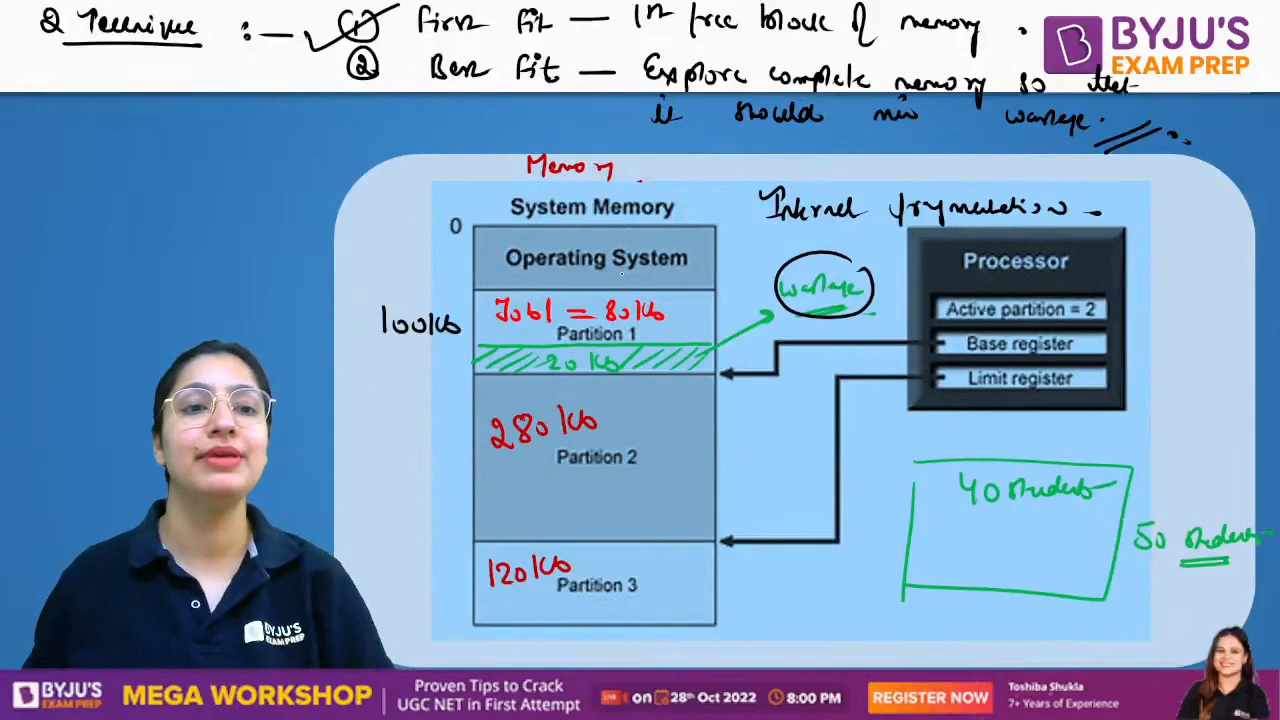 2 Technique :— ① First Fit — 1st free block of memory .
② Best Fit — Explore complete memory so that
it should min wastage.
BYJU'S
EXAM PREP
Memory
System Memory
Internal fragmentation
0
Operating System
wastage
Processor
100Kb
Job1 = 80Kb
Partition 1
20 Kb
Active partition = 2
Base register
Limit register
280Kb
Partition 2
40 students
50 students
120Kb
Partition 3
BYJU'S
EXAM PREP
BYJU'S
EXAM PREP
MEGA WORKSHOP
Proven Tips to Crack
UGC NET in First Attempt
LIVE on 28th Oct 2022 8:00 PM
REGISTER NOW
Toshiba Shukla
7+ Years of Experience